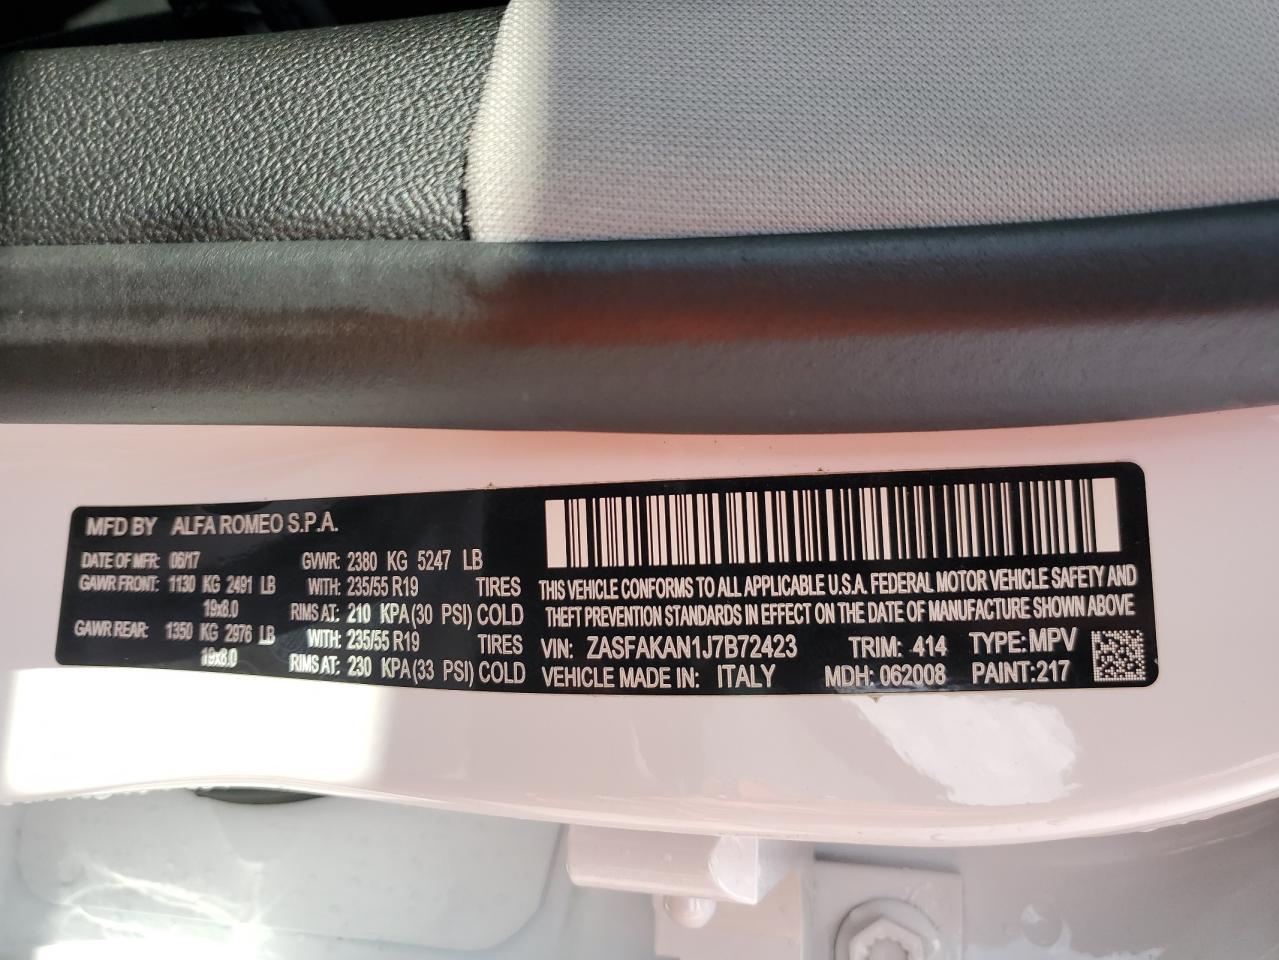 MFD BY ALFA ROMEO S.P.A.
DATE OF MFR: 06/17 GVWR: 2380 KG 5247 LB
GAWR FRONT: 1130 KG 2491 LB WITH: 235/55 R19 TIRES
19x8.0 RIMS AT: 210 KPA(30 PSI) COLD
GAWR REAR: 1350 KG 2976 LB WITH: 235/55 R19 TIRES
19x8.0 RIMS AT: 230 KPA(33 PSI) COLD
THIS VEHICLE CONFORMS TO ALL APPLICABLE U.S.A. FEDERAL MOTOR VEHICLE SAFETY AND
THEFT PREVENTION STANDARDS IN EFFECT ON THE DATE OF MANUFACTURE SHOWN ABOVE
VIN: ZASFAKAN1J7B72423 TRIM: 414 TYPE:MPV
VEHICLE MADE IN: ITALY MDH: 062008 PAINT:217